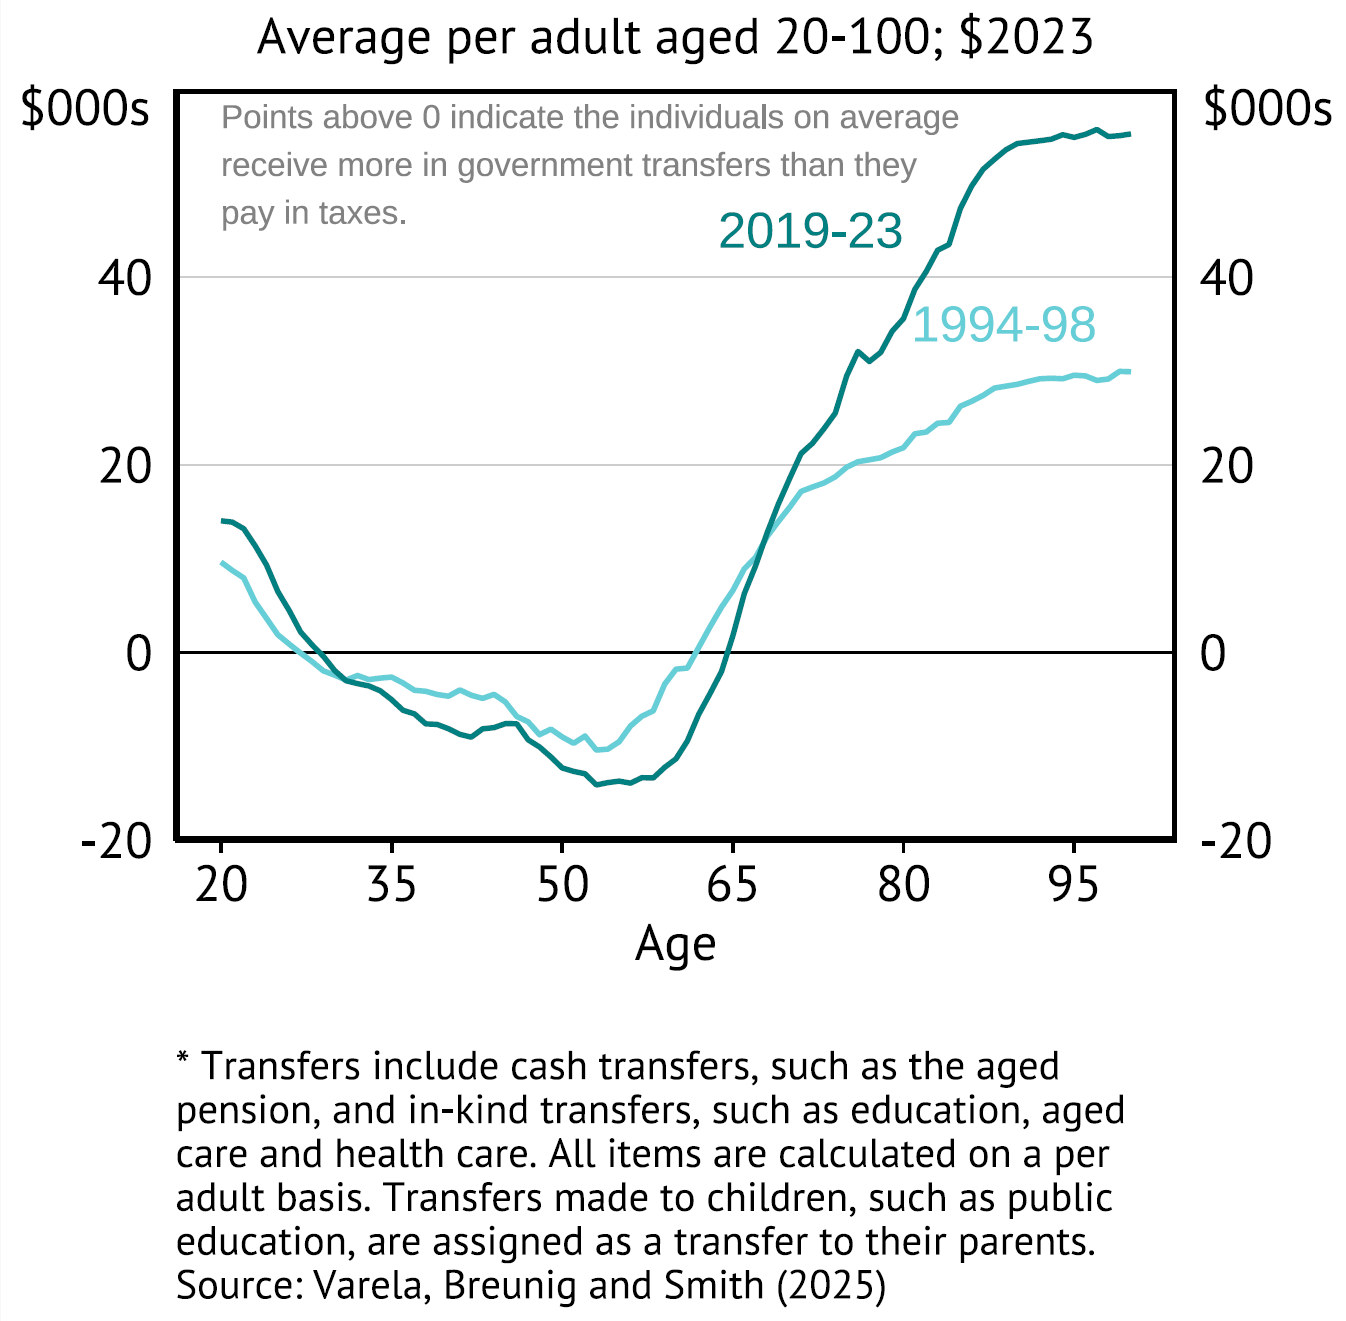 Average per adult aged 20-100; $2023
$000s
$000s
Points above 0 indicate the individuals on average
receive more in government transfers than they
pay in taxes.
2019-23
40
40
1994-98
20
20
0
0
-20
-20
20
35
50
65
80
95
Age
* Transfers include cash transfers, such as the aged
pension, and in-kind transfers, such as education, aged
care and health care. All items are calculated on a per
adult basis. Transfers made to children, such as public
education, are assigned as a transfer to their parents.
Source: Varela, Breunig and Smith (2025)